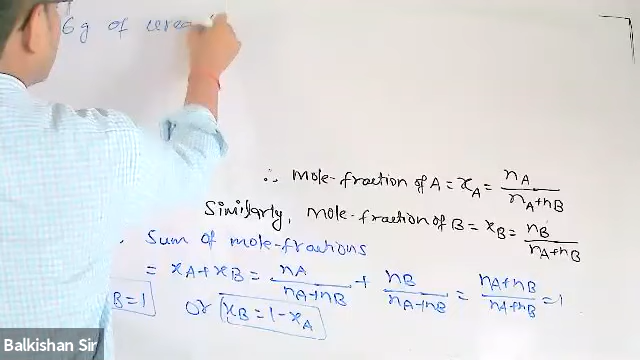 6g of urea
∴ mole-fraction of A = x_A = n_A / (n_A+n_B)
Similarly, mole-fraction of B = x_B = n_B / (n_A+n_B)
Sum of mole-fractions
= x_A + x_B = n_A / (n_A+n_B) + n_B / (n_A+n_B) = (n_A+n_B) / (n_A+n_B) = 1
B = 1 or x_B = 1 - x_A
Balkishan Sir